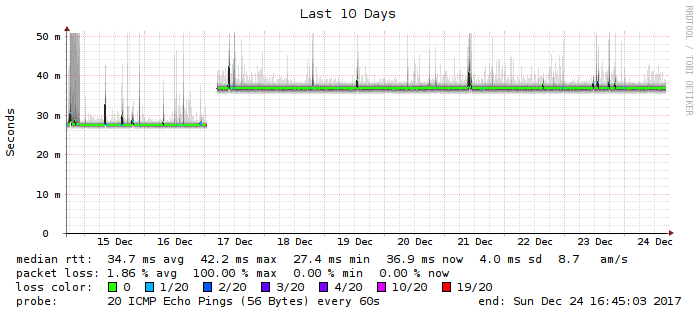 Last 10 Days
RRDTOOL / TOBI OETIKER
Seconds
50 m
40 m
30 m
20 m
10 m
0
15 Dec 16 Dec 17 Dec 18 Dec 19 Dec 20 Dec 21 Dec 22 Dec 23 Dec 24 Dec
median rtt: 34.7 ms avg 42.2 ms max 27.4 ms min 36.9 ms now 4.0 ms sd 8.7 am/s
packet loss: 1.86 % avg 100.00 % max 0.00 % min 0.00 % now
loss color: 0 1/20 2/20 3/20 4/20 10/20 19/20
probe: 20 ICMP Echo Pings (56 Bytes) every 60s end: Sun Dec 24 16:45:03 2017